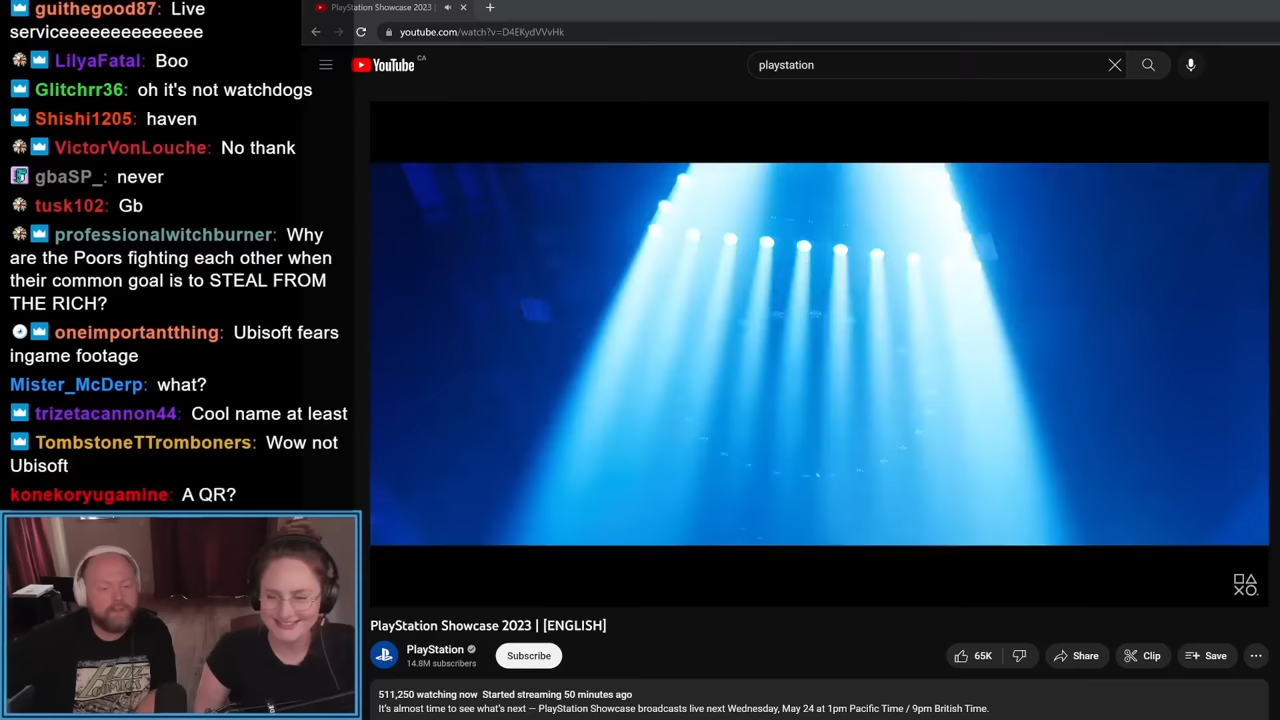 guithegood87: Live
serviceeeeeeeeeeeeee
LilyaFatal: Boo
Glitchrr36: oh it's not watchdogs
Shishi1205: haven
VictorVonLouche: No thank
gbaSP_: never
tusk102: Gb
professionalwitchburner: Why
are the Poors fighting each other when
their common goal is to STEAL FROM
THE RICH?
oneimportantthing: Ubisoft fears
ingame footage
Mister_McDerp: what?
trizetacannon44: Cool name at least
TombstoneTTromboners: Wow not
Ubisoft
konekoryugamine: A QR?
PlayStation Showcase 2023 |
youtube.com/watch?v=D4EKydVVvHk
YouTube CA
playstation
PlayStation Showcase 2023 | [ENGLISH]
PlayStation
14.8M subscribers
Subscribe
65K
Share
Clip
Save
511,250 watching now Started streaming 50 minutes ago
It's almost time to see what's next — PlayStation Showcase broadcasts live next Wednesday, May 24 at 1pm Pacific Time / 9pm British Time.